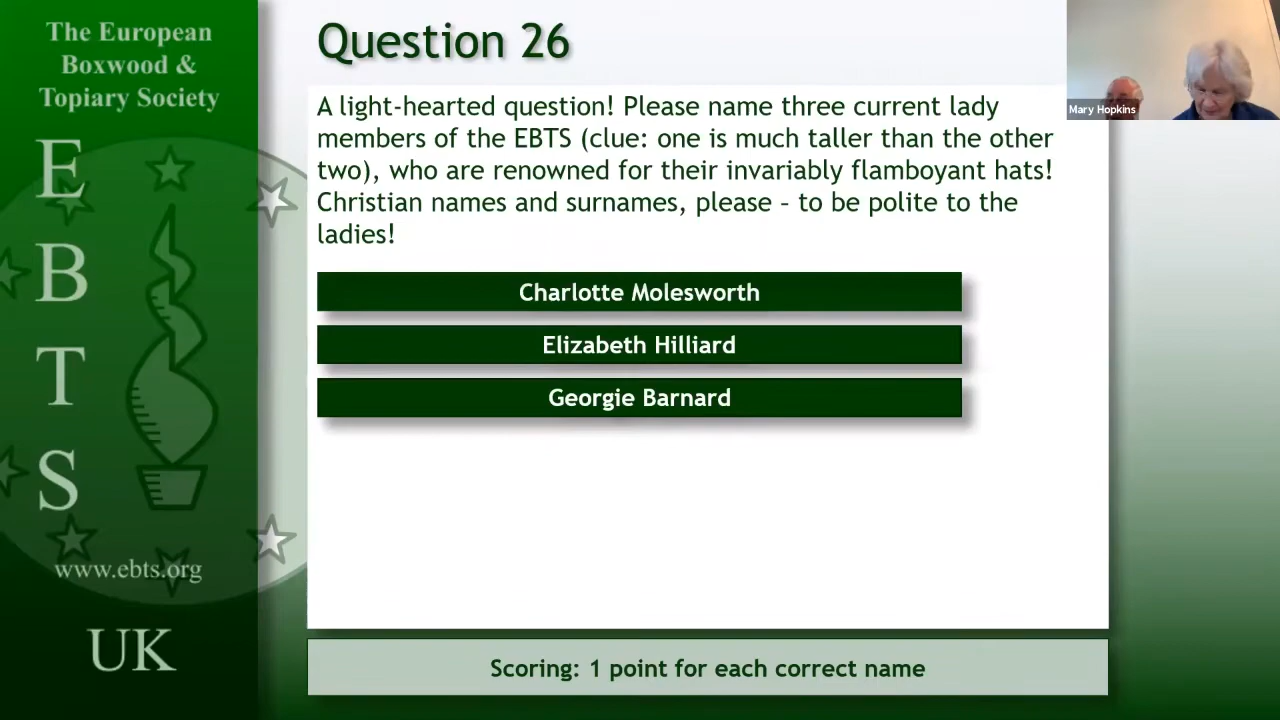 The European
Boxwood &
Topiary Society
E
B
T
S
www.ebts.org
UK
Question 26
A light-hearted question! Please name three current lady
members of the EBTS (clue: one is much taller than the other
two), who are renowned for their invariably flamboyant hats!
Christian names and surnames, please – to be polite to the
ladies!
Charlotte Molesworth
Elizabeth Hilliard
Georgie Barnard
Scoring: 1 point for each correct name
Mary Hopkins